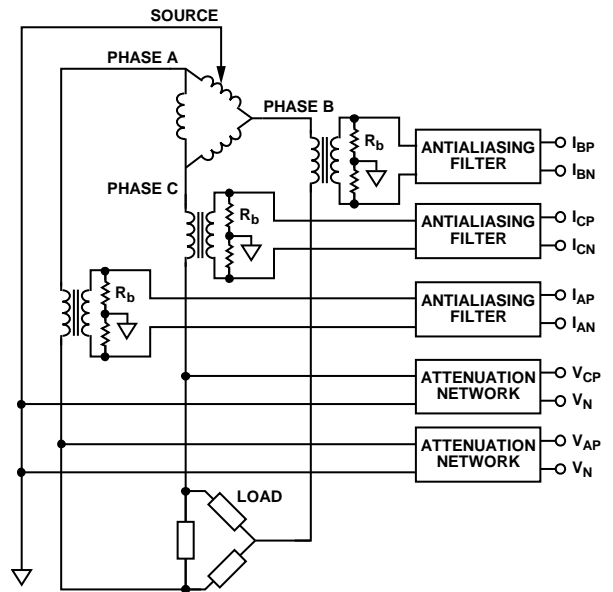 SOURCE
PHASE A
PHASE B
R_b
ANTIALIASING
FILTER
I_BP
I_BN
PHASE C
R_b
ANTIALIASING
FILTER
I_CP
I_CN
R_b
ANTIALIASING
FILTER
I_AP
I_AN
ATTENUATION
NETWORK
V_CP
V_N
ATTENUATION
NETWORK
V_AP
V_N
LOAD